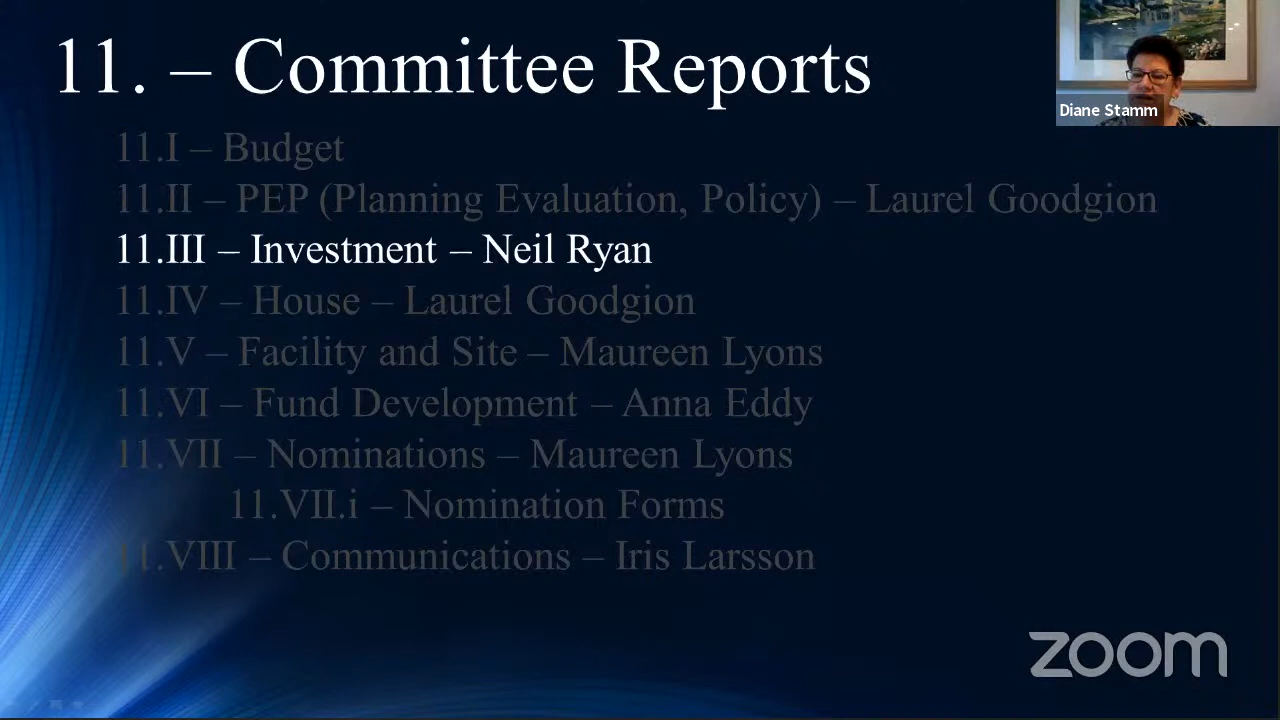 11. – Committee Reports
Diane Stamm
11.I – Budget
11.II – PEP (Planning Evaluation, Policy) – Laurel Goodgion
11.III – Investment – Neil Ryan
11.IV – House – Laurel Goodgion
11.V – Facility and Site – Maureen Lyons
11.VI – Fund Development – Anna Eddy
11.VII – Nominations – Maureen Lyons
11.VII.i – Nomination Forms
11.VIII – Communications – Iris Larsson
zoom